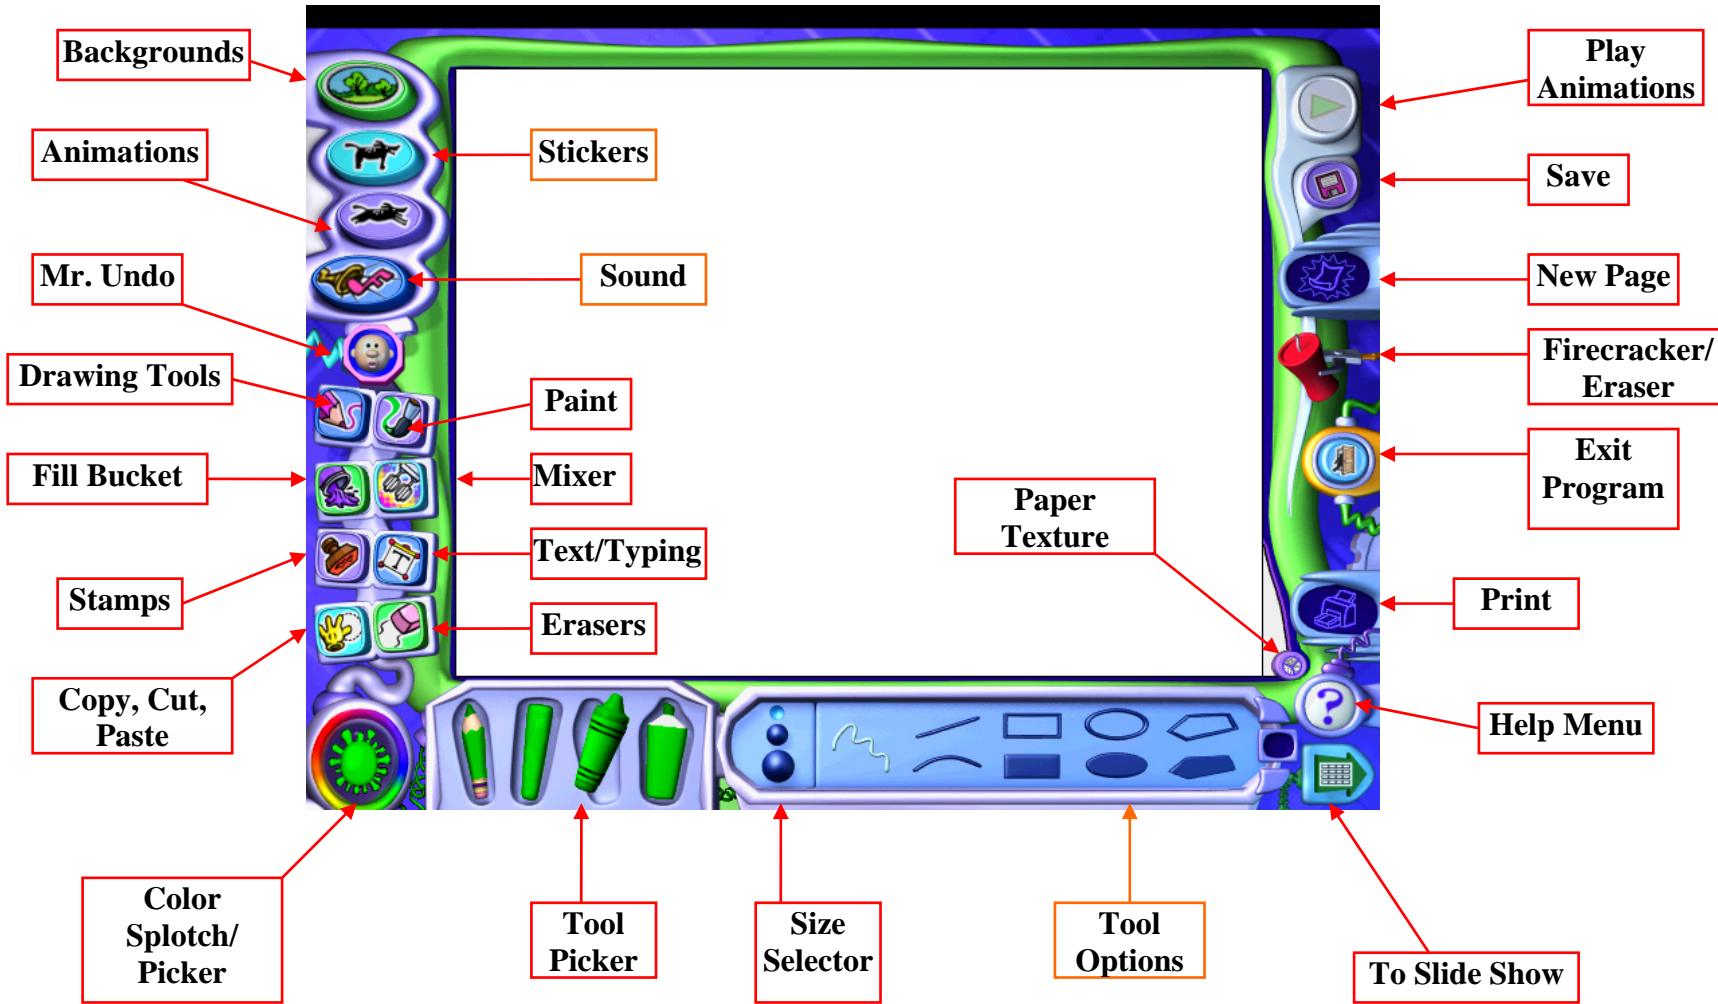 Backgrounds
Play
Animations
Animations
Stickers
Save
Mr. Undo
Sound
New Page
Drawing Tools
Paint
Firecracker/
Eraser
Fill Bucket
Mixer
Paper
Texture
Exit
Program
Stamps
Text/Typing
Erasers
Print
Copy, Cut,
Paste
Help Menu
Color
Splotch/
Picker
Tool
Picker
Size
Selector
Tool
Options
To Slide Show
T
?